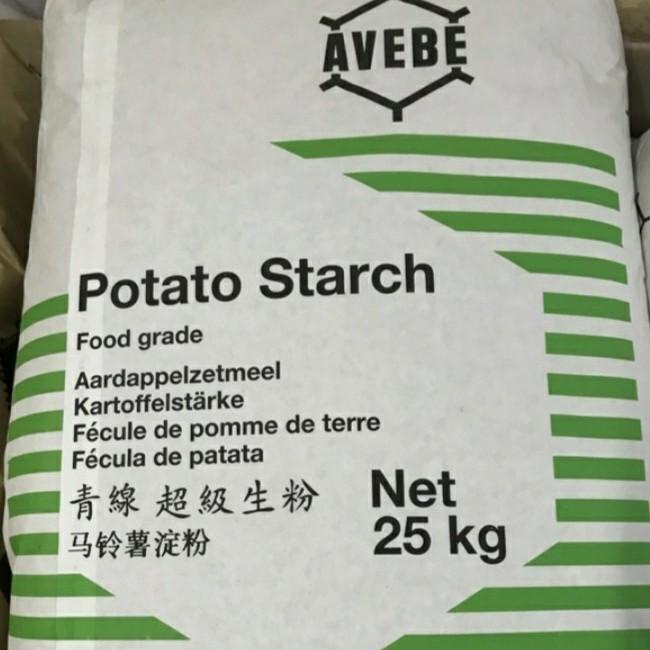 AVEBE
Potato Starch
Food grade
Aardappelzetmeel
Kartoffelstärke
Fécule de pomme de terre
Fécula de patata
青線 超級生粉
马铃薯淀粉
Net
25 kg